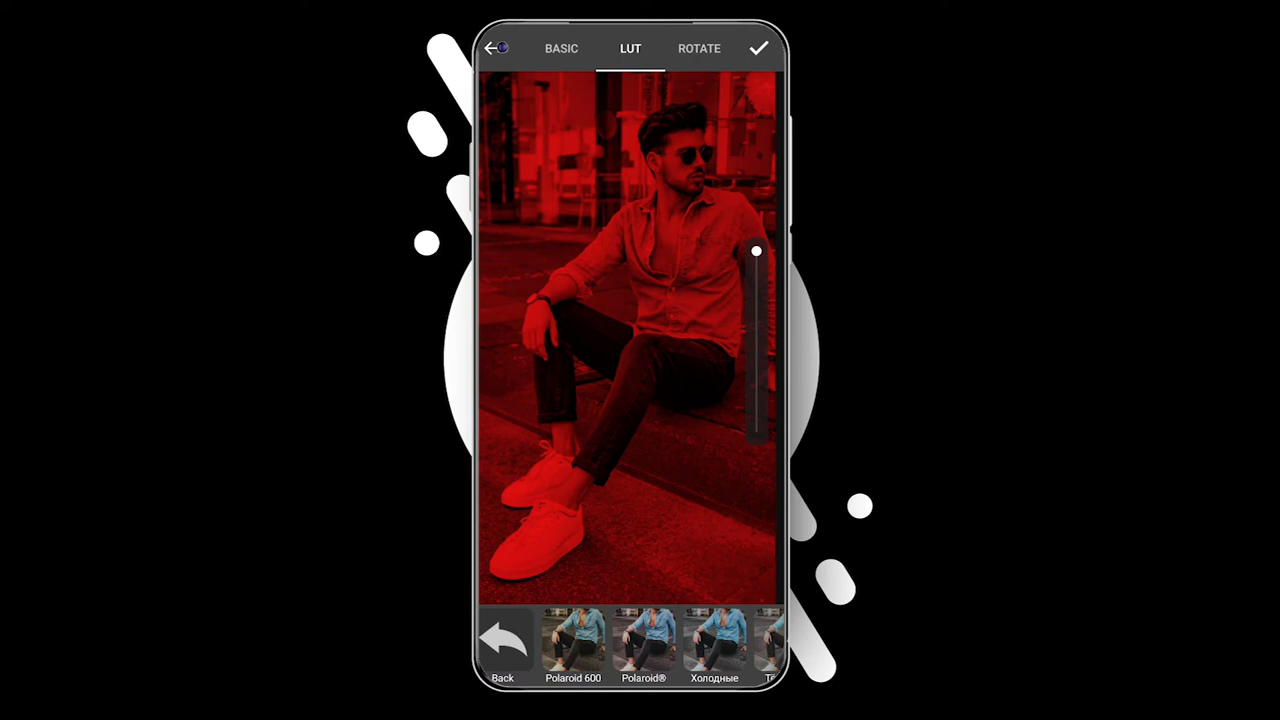 BASIC LUT ROTATE
Back Polaroid 600 Polaroid® Холодные